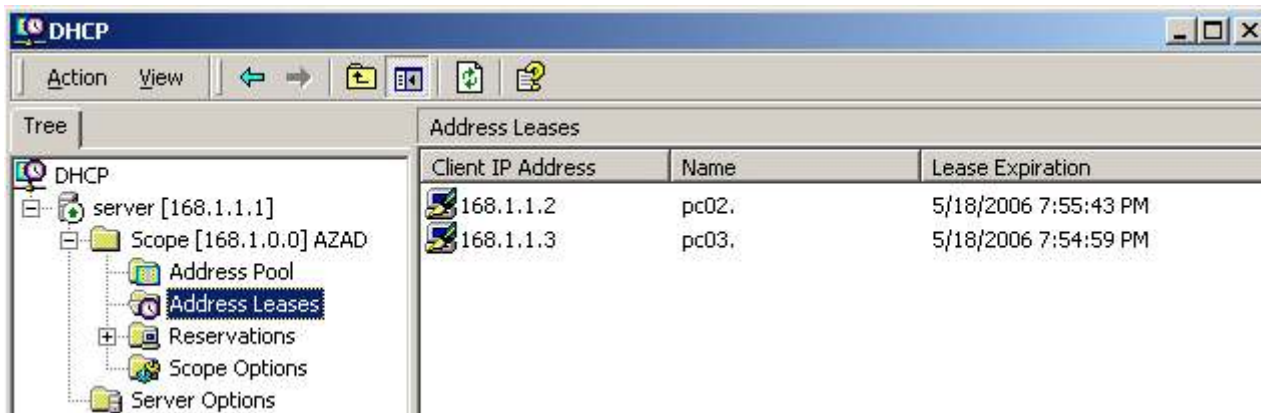 DHCP
Action View
Tree
Address Leases
Client IP Address Name Lease Expiration
DHCP
server [168.1.1.1]
Scope [168.1.0.0] AZAD
Address Pool
Address Leases
Reservations
Scope Options
Server Options
168.1.1.2 pc02. 5/18/2006 7:55:43 PM
168.1.1.3 pc03. 5/18/2006 7:54:59 PM